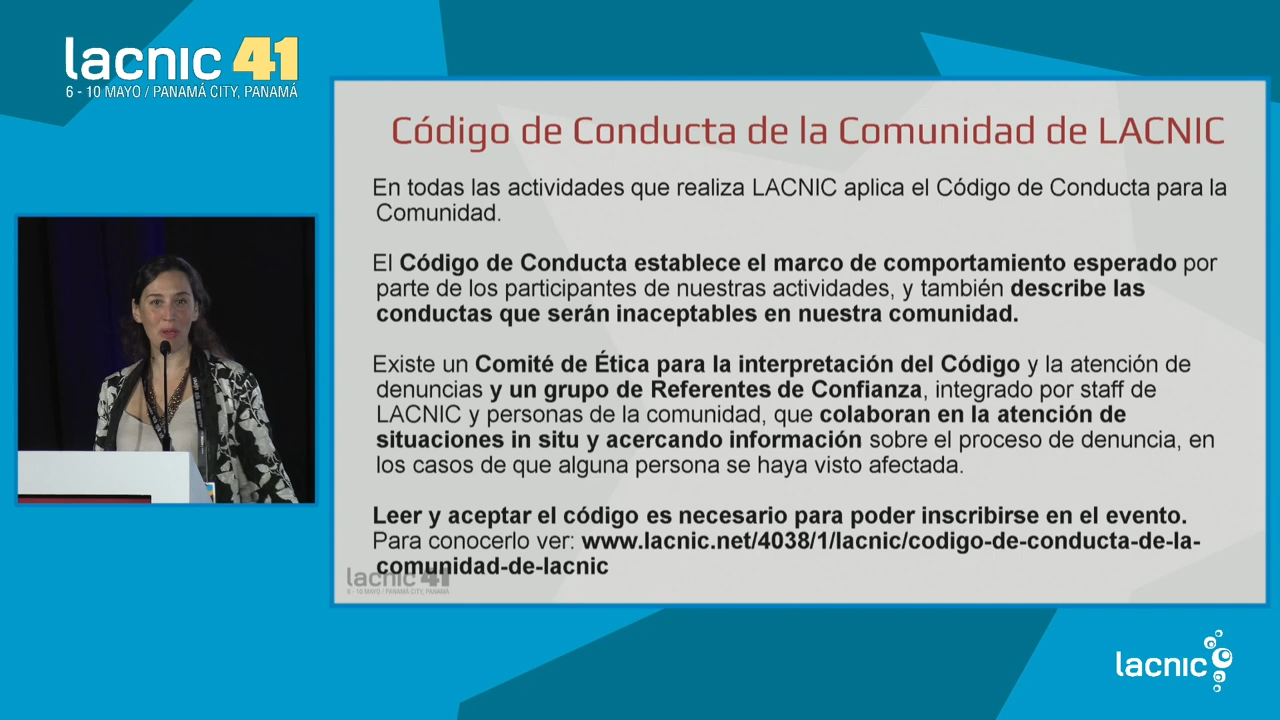 lacnic 41
6 - 10 MAYO / PANAMÁ CITY, PANAMÁ
Código de Conducta de la Comunidad de LACNIC
En todas las actividades que realiza LACNIC aplica el Código de Conducta para la
Comunidad.
El Código de Conducta establece el marco de comportamiento esperado por
parte de los participantes de nuestras actividades, y también describe las
conductas que serán inaceptables en nuestra comunidad.
Existe un Comité de Ética para la interpretación del Código y la atención de
denuncias y un grupo de Referentes de Confianza, integrado por staff de
LACNIC y personas de la comunidad, que colaboran en la atención de
situaciones in situ y acercando información sobre el proceso de denuncia, en
los casos de que alguna persona se haya visto afectada.
Leer y aceptar el código es necesario para poder inscribirse en el evento.
Para conocerlo ver: www.lacnic.net/4038/1/lacnic/codigo-de-conducta-de-la-
comunidad-de-lacnic
lacnic 41
6 - 10 MAYO / PANAMÁ CITY, PANAMÁ
lacnic